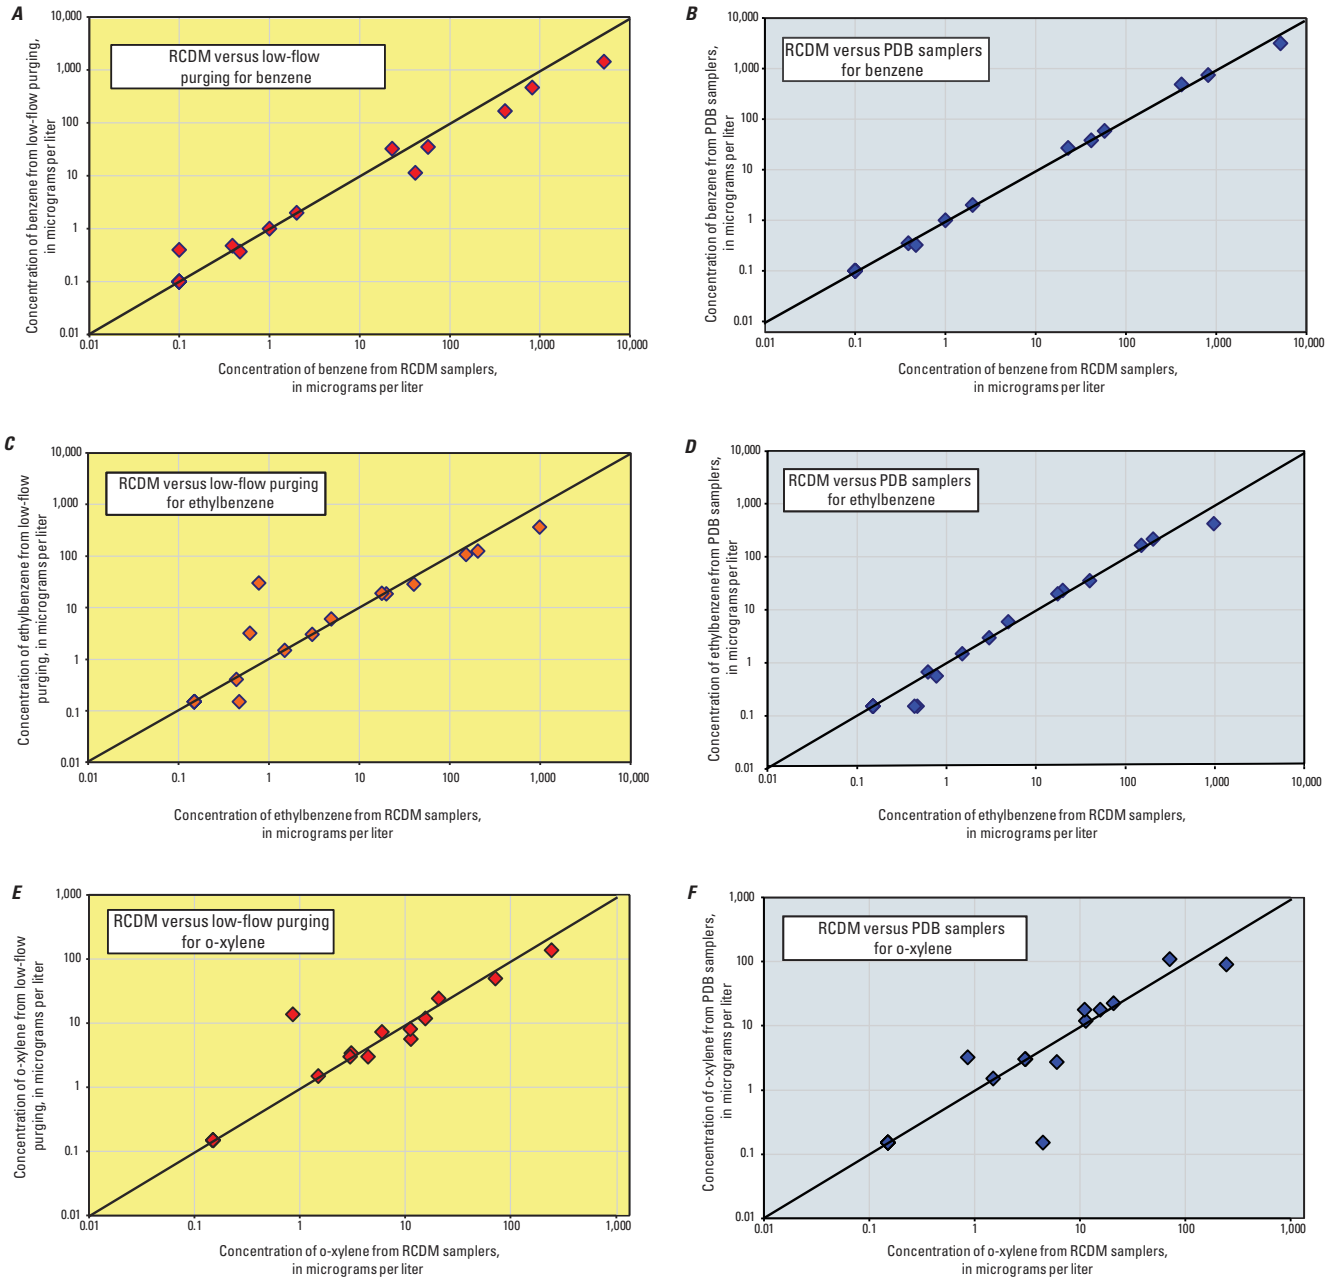 A
Concentration of benzene from low-flow purging,
in micrograms per liter
10,000
1,000
100
10
1
0.1
0.01
RCDM versus low-flow
purging for benzene
0.01
0.1
1
10
100
1,000
10,000
Concentration of benzene from RCDM samplers,
in micrograms per liter
B
Concentration of benzene from PDB samplers,
in micrograms per liter
10,000
1,000
100
10
1
0.1
0.01
RCDM versus PDB samplers
for benzene
0.01
0.1
1
10
100
1,000
10,000
Concentration of benzene from RCDM samplers,
in micrograms per liter
C
Concentration of ethylbenzene from low-flow
purging, in micrograms per liter
10,000
1,000
100
10
1
0.1
0.01
RCDM versus low-flow purging
for ethylbenzene
0.01
0.1
1
10
100
1,000
10,000
Concentration of ethylbenzene from RCDM samplers,
in micrograms per liter
D
Concentration of ethylbenzene from PDB samplers,
in micrograms per liter
10,000
1,000
100
10
1
0.1
0.01
RCDM versus PDB samplers
for ethylbenzene
0.01
0.1
1
10
100
1,000
10,000
Concentration of ethylbenzene from RCDM samplers,
in micrograms per liter
E
Concentration of o-xylene from low-flow
purging, in micrograms per liter
1,000
100
10
1
0.1
0.01
RCDM versus low-flow purging
for o-xylene
0.01
0.1
1
10
100
1,000
Concentration of o-xylene from RCDM samplers,
in micrograms per liter
F
Concentration of o-xylene from PDB samplers,
in micrograms per liter
1,000
100
10
1
0.1
0.01
RCDM versus PDB samplers
for o-xylene
0.01
0.1
1
10
100
1,000
Concentration of o-xylene from RCDM samplers,
in micrograms per liter